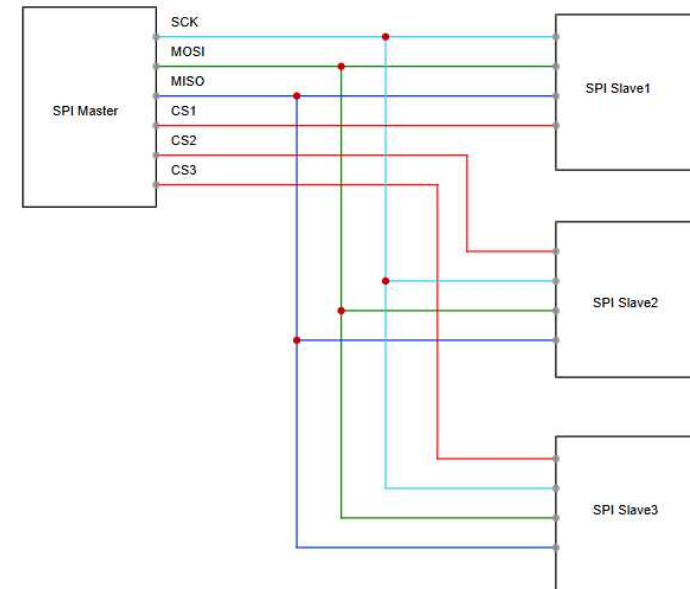 SCK
MOSI
MISO
CS1
CS2
CS3
SPI Master
SPI Slave1
SPI Slave2
SPI Slave3